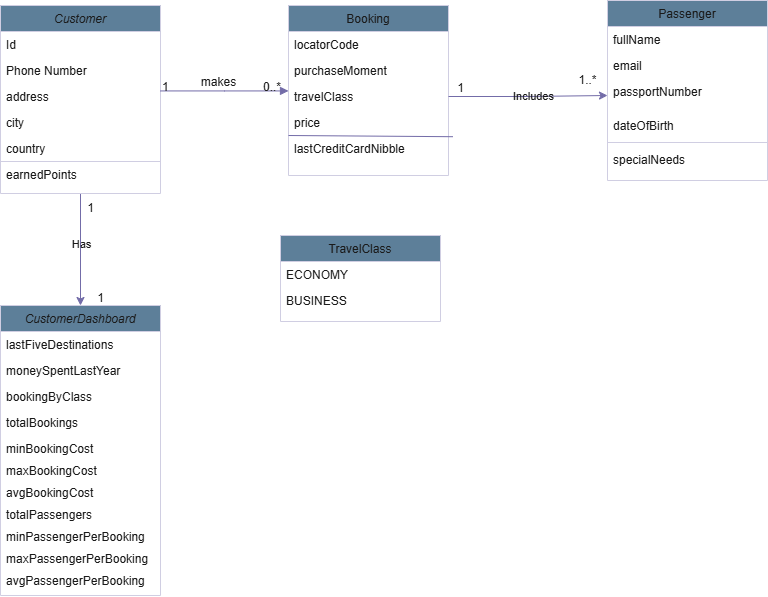 Customer
Id
Phone Number
address
city
country
earnedPoints
1
makes
0..*
Booking
locatorCode
purchaseMoment
travelClass
price
lastCreditCardNibble
1
Includes
1..*
Passenger
fullName
email
passportNumber
dateOfBirth
specialNeeds
1
Has
1
CustomerDashboard
lastFiveDestinations
moneySpentLastYear
bookingByClass
totalBookings
minBookingCost
maxBookingCost
avgBookingCost
totalPassengers
minPassengerPerBooking
maxPassengerPerBooking
avgPassengerPerBooking
TravelClass
ECONOMY
BUSINESS